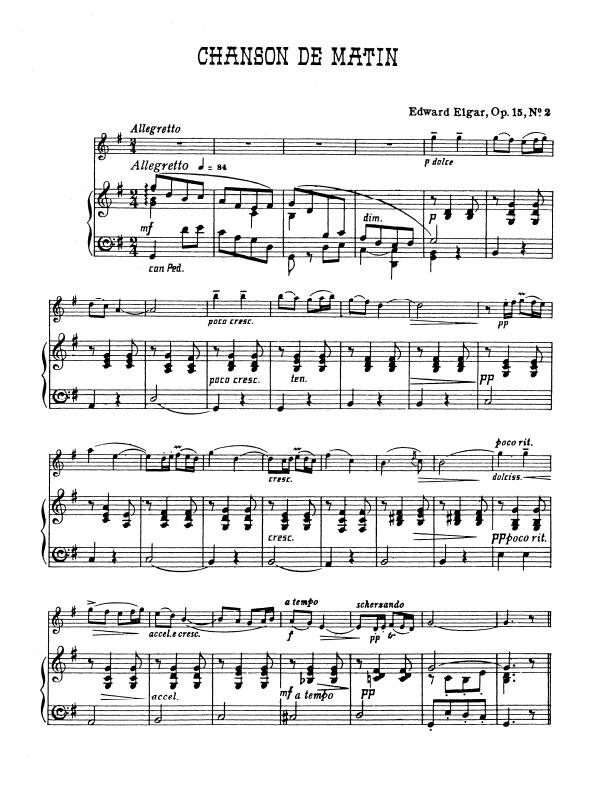 CHANSON DE MATIN
Edward Elgar, Op. 15, Nº 2
Allegretto
p dolce
Allegretto ♩ = 84
mf
dim.
p
con Ped.
poco cresc.
pp
poco cresc.
ten.
pp
poco rit.
cresc.
dolciss.
cresc.
pp poco rit.
a tempo
scherzando
accel. e cresc.
f
pp
tr
accel.
mf a tempo
pp